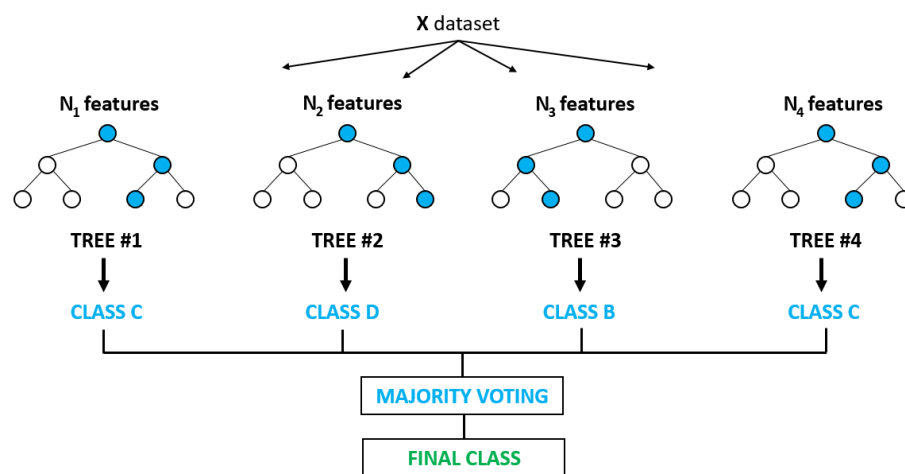 X dataset
N₁ features
N₂ features
N₃ features
N₄ features
TREE #1
TREE #2
TREE #3
TREE #4
CLASS C
CLASS D
CLASS B
CLASS C
MAJORITY VOTING
FINAL CLASS